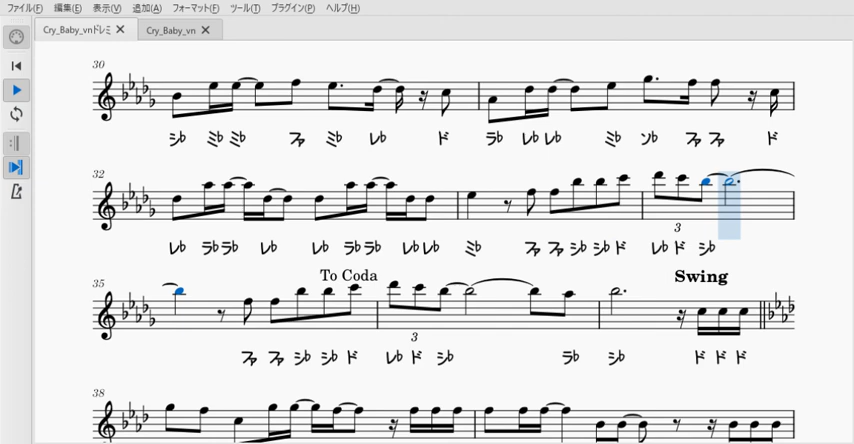 ファイル(F) 編集(E) 表示(V) 追加(A) フォーマット(F) ツール(T) プラグイン(P) ヘルプ(H)
Cry_Baby_vnドレミ Cry_Baby_vn
30
シ♭ ミ♭ ミ♭ ファ ミ♭ レ♭ ド ラ♭ レ♭ レ♭ ミ♭ ソ♭ ファ ファ ド
32
3
レ♭ ラ♭ ラ♭ レ♭ レ♭ ラ♭ ラ♭ レ♭ レ♭ ミ♭ ファ ファ シ♭ シ♭ ド レ♭ ド シ♭
To Coda Swing
35
3
ファ ファ シ♭ シ♭ ド レ♭ ド シ♭ ラ♭ シ♭ ド ド ド
38